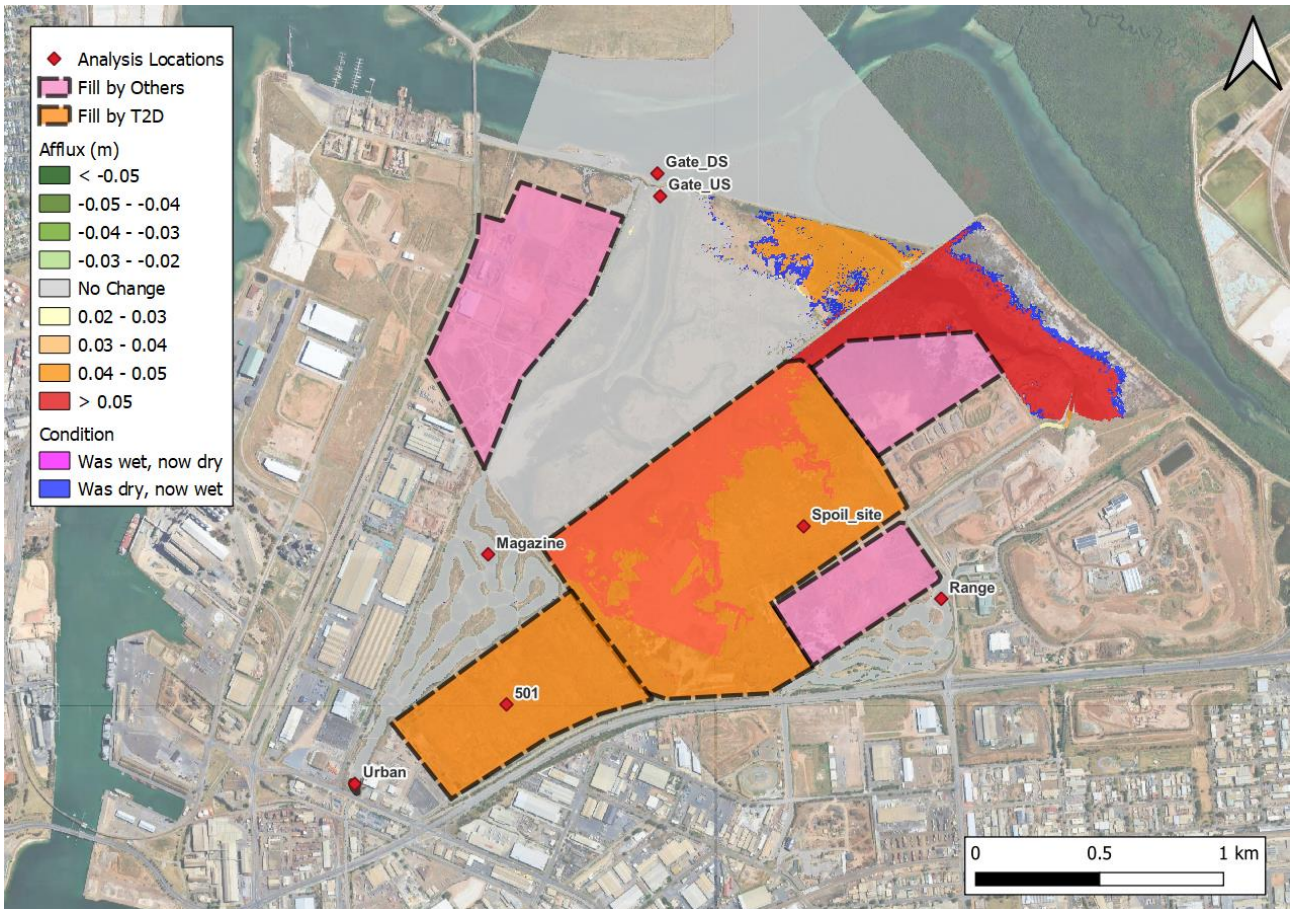 Analysis Locations
Fill by Others
Fill by T2D
Afflux (m)
< -0.05
-0.05 - -0.04
-0.04 - -0.03
-0.03 - -0.02
No Change
0.02 - 0.03
0.03 - 0.04
0.04 - 0.05
> 0.05
Condition
Was wet, now dry
Was dry, now wet
Gate_DS
Gate_US
Spoil_site
Magazine
Range
501
Urban
0 0.5 1 km